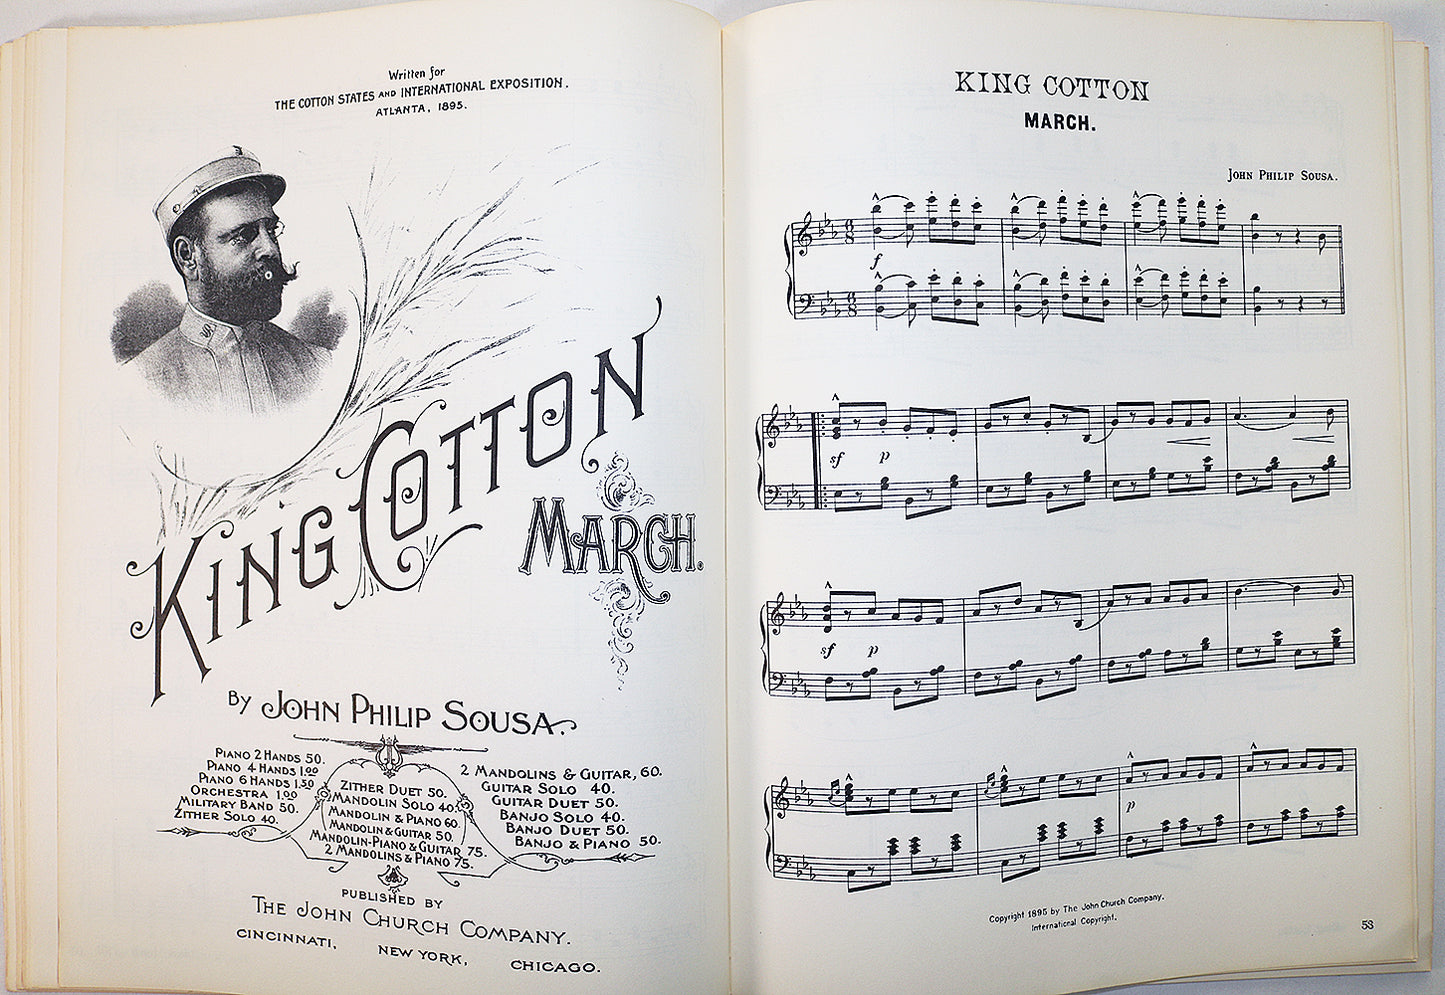 Written for
THE COTTON STATES AND INTERNATIONAL EXPOSITION.
ATLANTA, 1895.
KING COTTON
MARCH.
BY JOHN PHILIP SOUSA.
PIANO 2 HANDS 50.
PIANO 4 HANDS 1.00
PIANO 6 HANDS 1.50
ORCHESTRA 1.00
MILITARY BAND 50.
ZITHER SOLO 40.
ZITHER DUET 50.
MANDOLIN SOLO 40.
MANDOLIN & PIANO 60.
MANDOLIN & GUITAR 50
MANDOLIN-PIANO & GUITAR 75.
2 MANDOLINS & PIANO 75.
2 MANDOLINS & GUITAR, 60.
GUITAR SOLO 40.
GUITAR DUET 50.
BANJO SOLO 40.
BANJO DUET 50.
BANJO & PIANO 50.
PUBLISHED BY
THE JOHN CHURCH COMPANY.
CINCINNATI, NEW YORK, CHICAGO.
KING COTTON
MARCH.
JOHN PHILIP SOUSA.
6 8
f
6 8
sf p
sf p
p
Copyright 1895 by The John Church Company.
International Copyright.
53